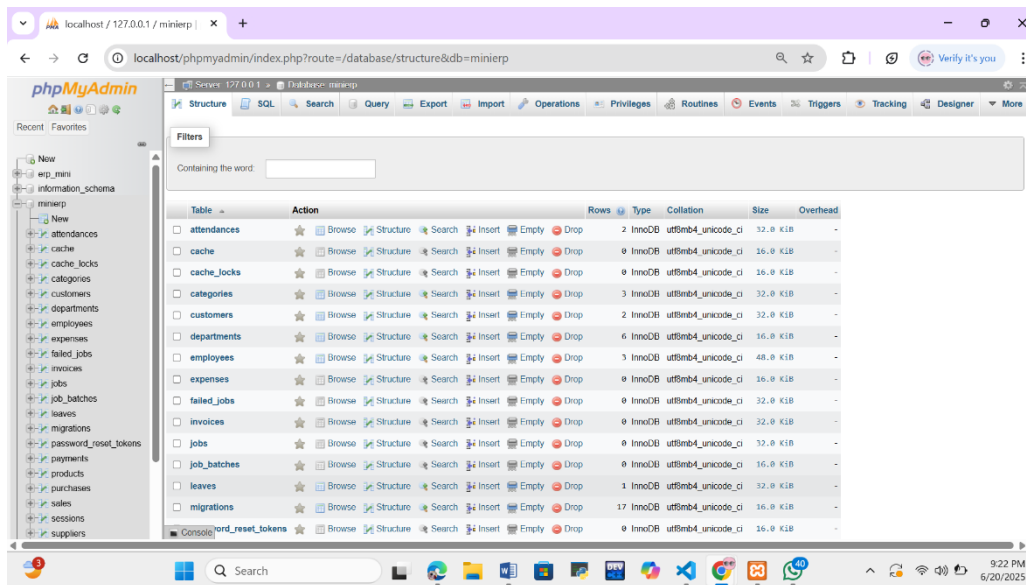 localhost / 127.0.0.1 / minierp |
localhost/phpmyadmin/index.php?route=/database/structure&db=minierp
Verify it's you
phpMyAdmin
Recent Favorites
New
erp_mini
information_schema
minierp
New
attendances
cache
cache_locks
categories
customers
departments
employees
expenses
failed_jobs
invoices
jobs
job_batches
leaves
migrations
password_reset_tokens
payments
products
purchases
sales
sessions
suppliers
Server: 127.0.0.1 » Database: minierp
Structure SQL Search Query Export Import Operations Privileges Routines Events Triggers Tracking Designer More
Filters
Containing the word:
Table Action Rows Type Collation Size Overhead
attendances Browse Structure Search Insert Empty Drop 2 InnoDB utf8mb4_unicode_ci 32.0 KiB -
cache Browse Structure Search Insert Empty Drop 0 InnoDB utf8mb4_unicode_ci 16.0 KiB -
cache_locks Browse Structure Search Insert Empty Drop 0 InnoDB utf8mb4_unicode_ci 16.0 KiB -
categories Browse Structure Search Insert Empty Drop 3 InnoDB utf8mb4_unicode_ci 32.0 KiB -
customers Browse Structure Search Insert Empty Drop 2 InnoDB utf8mb4_unicode_ci 32.0 KiB -
departments Browse Structure Search Insert Empty Drop 6 InnoDB utf8mb4_unicode_ci 16.0 KiB -
employees Browse Structure Search Insert Empty Drop 3 InnoDB utf8mb4_unicode_ci 48.0 KiB -
expenses Browse Structure Search Insert Empty Drop 0 InnoDB utf8mb4_unicode_ci 16.0 KiB -
failed_jobs Browse Structure Search Insert Empty Drop 0 InnoDB utf8mb4_unicode_ci 32.0 KiB -
invoices Browse Structure Search Insert Empty Drop 0 InnoDB utf8mb4_unicode_ci 32.0 KiB -
jobs Browse Structure Search Insert Empty Drop 0 InnoDB utf8mb4_unicode_ci 32.0 KiB -
job_batches Browse Structure Search Insert Empty Drop 0 InnoDB utf8mb4_unicode_ci 16.0 KiB -
leaves Browse Structure Search Insert Empty Drop 1 InnoDB utf8mb4_unicode_ci 32.0 KiB -
migrations Browse Structure Search Insert Empty Drop 17 InnoDB utf8mb4_unicode_ci 16.0 KiB -
Console ord_reset_tokens Browse Structure Search Insert Empty Drop 0 InnoDB utf8mb4_unicode_ci 16.0 KiB -
3
Search
DEV
40
9:22 PM
6/20/2025